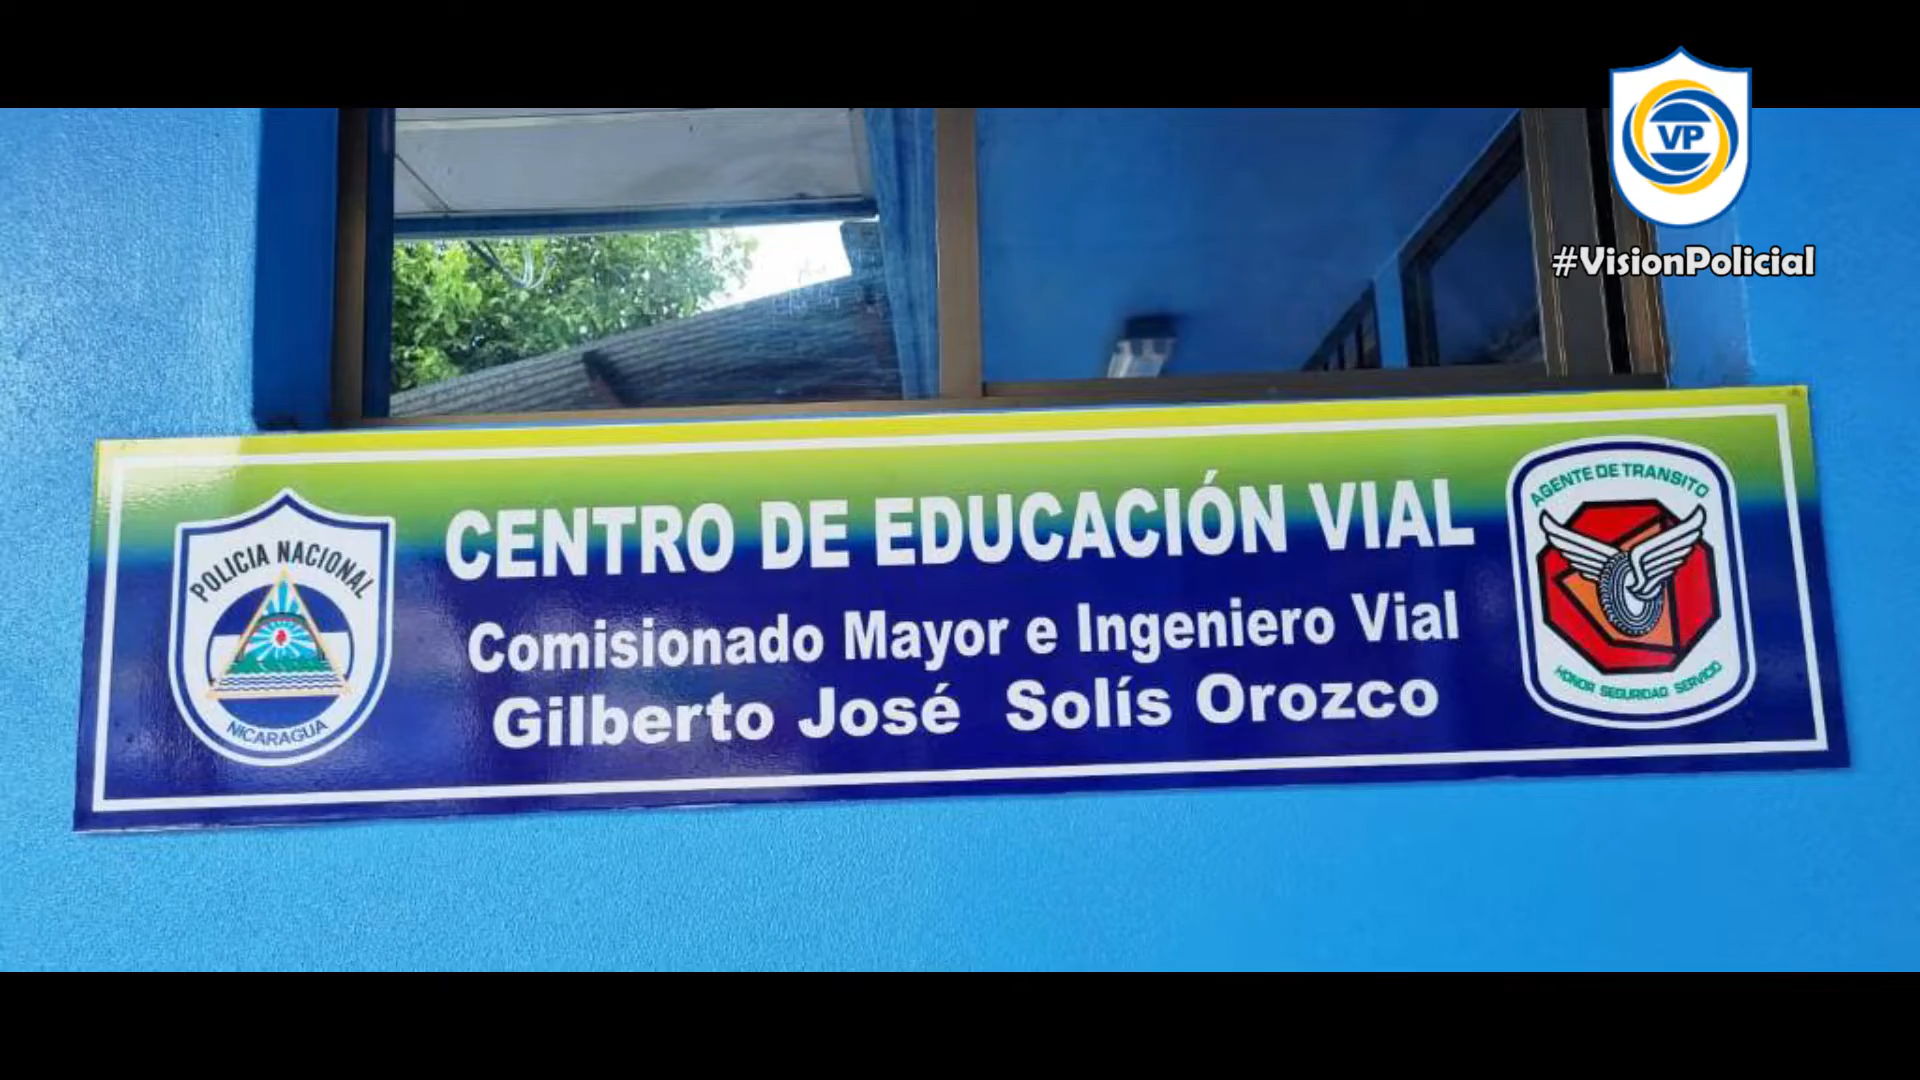 VP
#VisionPolicial
CENTRO DE EDUCACIÓN VIAL
Comisionado Mayor e Ingeniero Vial
Gilberto José Solís Orozco
POLICIA NACIONAL
NICARAGUA
AGENTE DE TRANSITO
HONOR SEGURIDAD SERVICIO